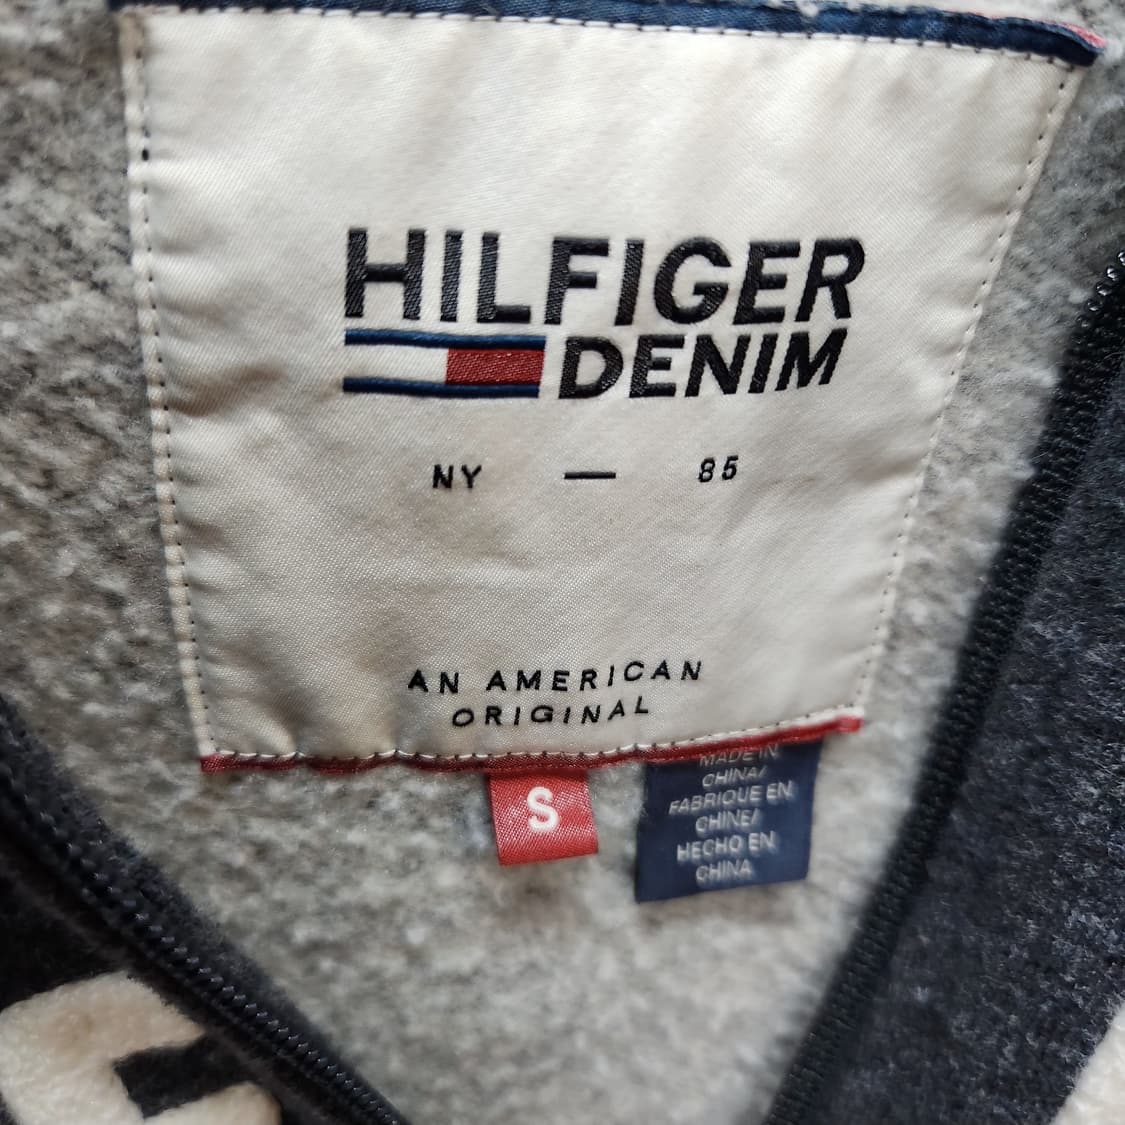 HILFIGER
DENIM
NY — 85
AN AMERICAN
ORIGINAL
S
MADE IN
CHINA/
FABRIQUE EN
CHINE/
HECHO EN
CHINA